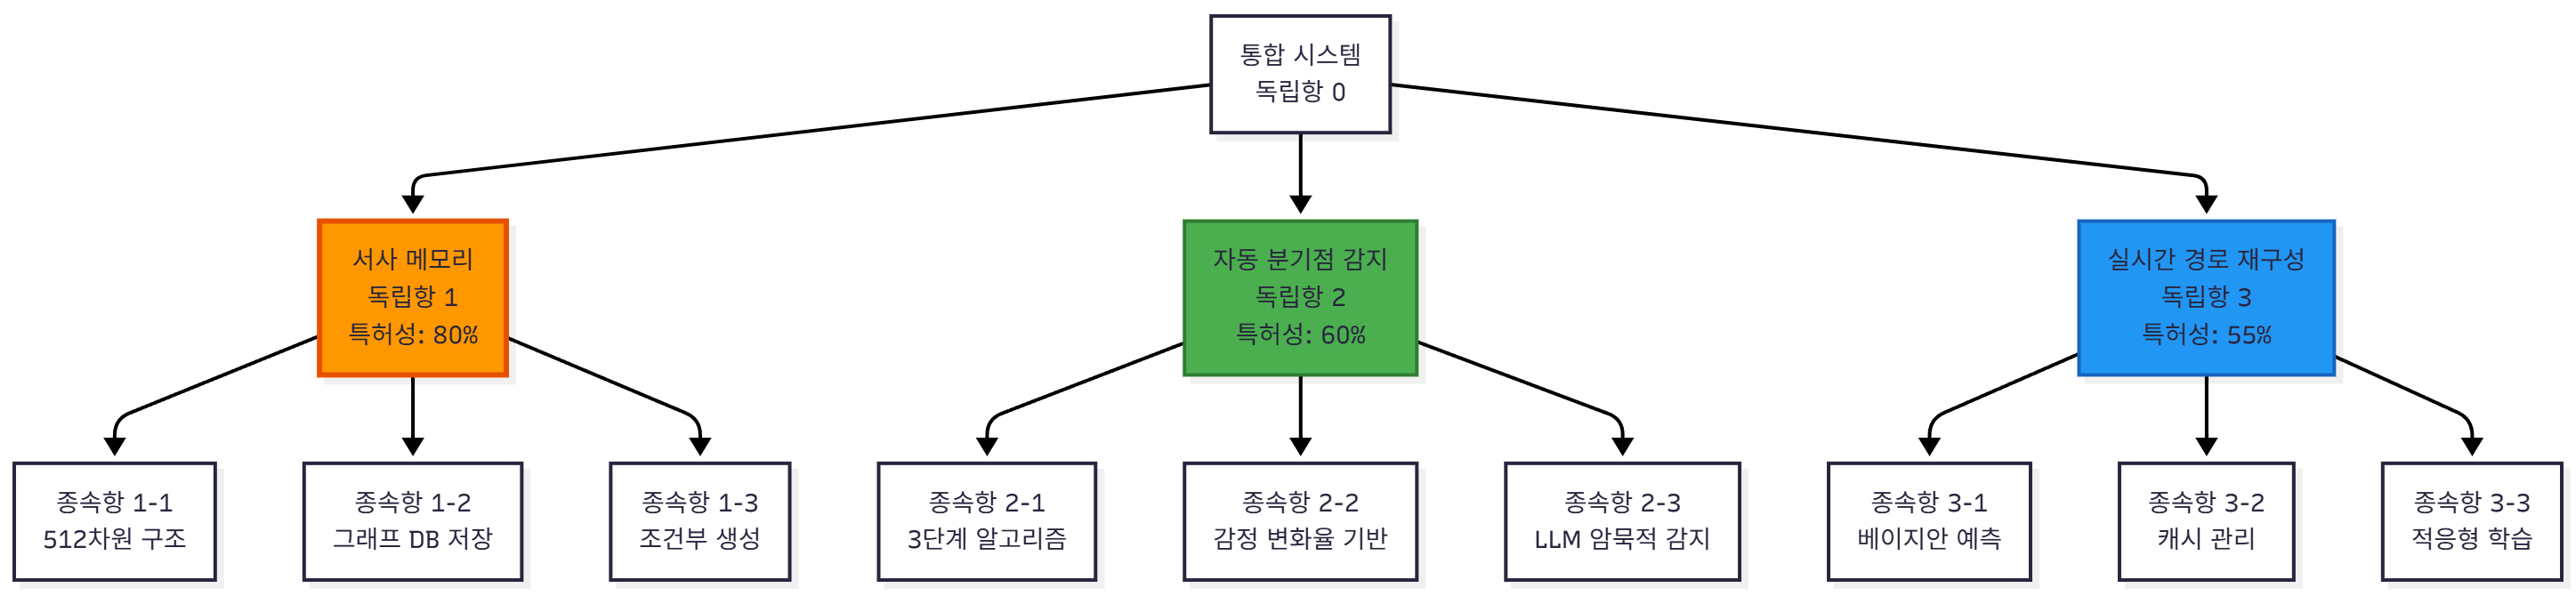 통합 시스템
독립항 0
서사 메모리
독립항 1
특허성: 80%
자동 분기점 감지
독립항 2
특허성: 60%
실시간 경로 재구성
독립항 3
특허성: 55%
종속항 1-1
512차원 구조
종속항 1-2
그래프 DB 저장
종속항 1-3
조건부 생성
종속항 2-1
3단계 알고리즘
종속항 2-2
감정 변화율 기반
종속항 2-3
LLM 암묵적 감지
종속항 3-1
베이지안 예측
종속항 3-2
캐시 관리
종속항 3-3
적응형 학습